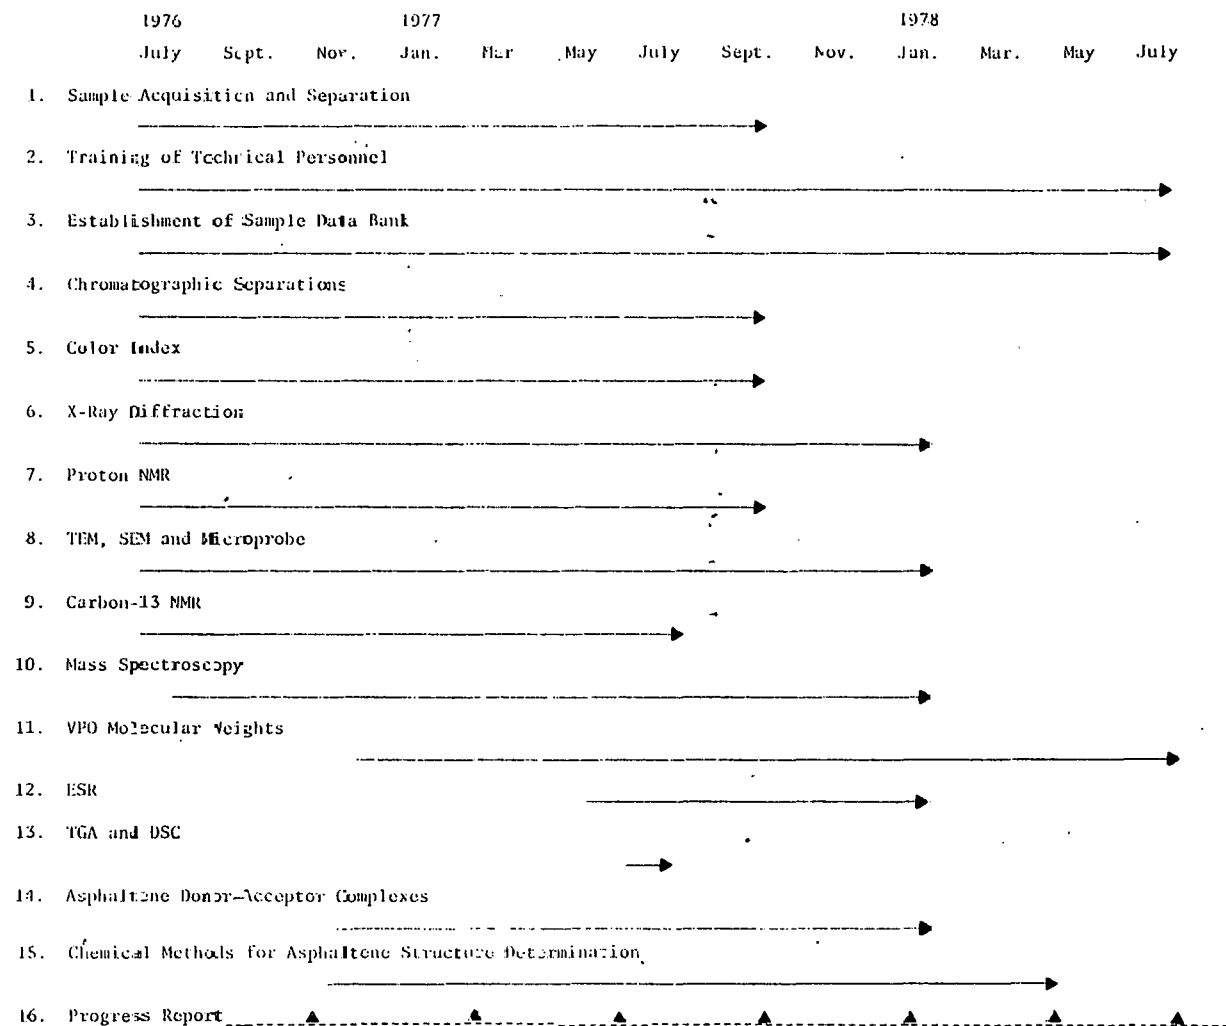 1976 1977 1978
July Sept. Nov. Jan. Mar May July Sept. Nov. Jan. Mar. May July
1. Sample Acquisition and Separation
2. Training of Technical Personnel
3. Establishment of Sample Data Bank
4. Chromatographic Separations
5. Color Index
6. X-Ray Diffraction
7. Proton NMR
8. TEM, SEM and Microprobe
9. Carbon-13 NMR
10. Mass Spectroscopy
11. VPO Molecular Weights
12. ESR
13. TGA and DSC
14. Asphaltene Donor-Acceptor Complexes
15. Chemical Methods for Asphaltene Structure Determination
16. Progress Report